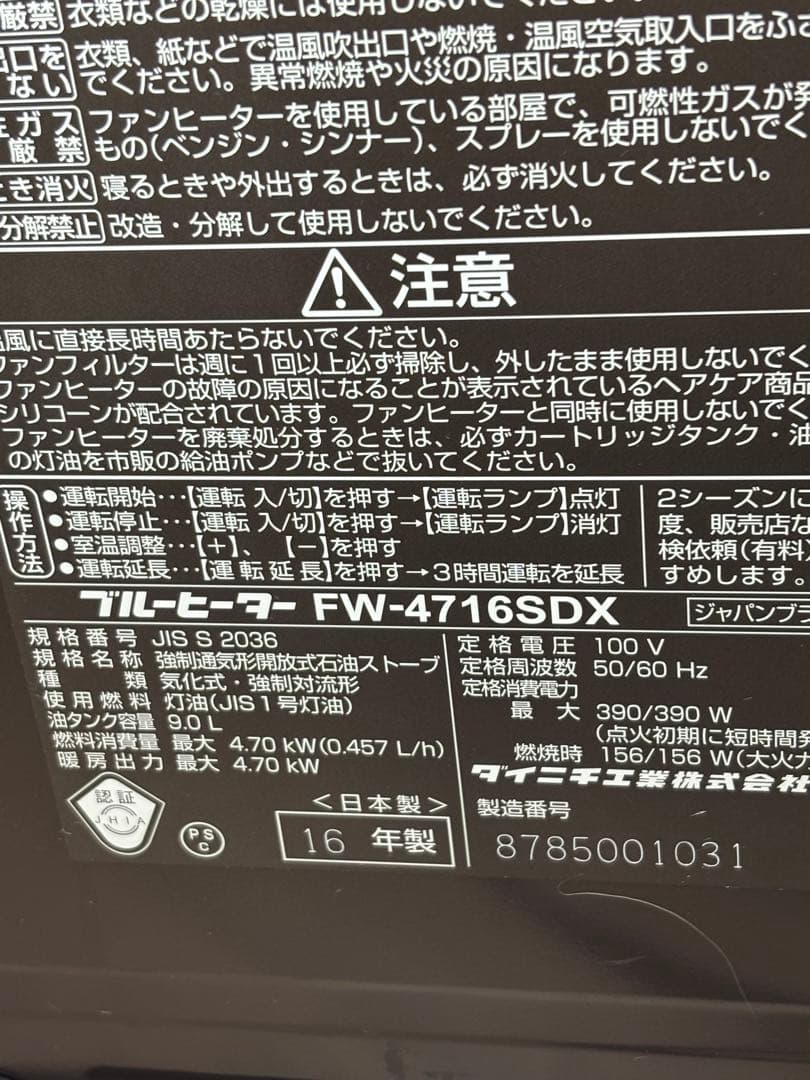 厳禁 衣類などの乾燥には使用しないでください。
出口を ない 衣類、紙などで温風吹出口や燃焼・温風空気取入口をふさ
でください。異常燃焼や火災の原因になります。
ガス 厳禁 ファンヒーターを使用している部屋で、可燃性ガスが発
もの(ベンジン・シンナー)、スプレーを使用しないでく
とき消火 寝るときや外出するときは、必ず消火してください。
分解禁止 改造・分解して使用しないでください。
注意
風に直接長時間あたらないでください。
ファンフィルターは週に1回以上必ず掃除し、外したまま使用しないでく
ファンヒーターの故障の原因になることが表示されているヘアケア商品
シリコーンが配合されています。ファンヒーターと同時に使用しないでく
ファンヒーターを廃棄処分するときは、必ずカートリッジタンク・油
の灯油を市販の給油ポンプなどで抜いてください。
操作方法
●運転開始…【運転 入/切】を押す→【運転ランプ】点灯
●運転停止…【運転 入/切】を押す→【運転ランプ】消灯
●室温調整…【+】、【−】を押す
●運転延長…【運転延長】を押す→3時間運転を延長
2シーズンに
度、販売店
検依頼(有料)
すめします。
ブルーヒーター FW-4716SDX
ジャパンブ
規格番号 JIS S 2036
規格名称 強制通気形開放式石油ストーブ
種類 気化式・強制対流形
使用燃料 灯油(JIS1号灯油)
油タンク容量 9.0 L
燃料消費量 最大 4.70 kW(0.457 L/h)
暖房出力 最大 4.70 kW
定格電圧 100 V
定格周波数 50/60 Hz
定格消費電力
最大 390/390 W
(点火初期に短時間発
燃焼時 156/156 W(大火力
ダイニチ工業株式会社
認証
JHIA
PS
C
<日本製>
16 年製
製造番号
8785001031